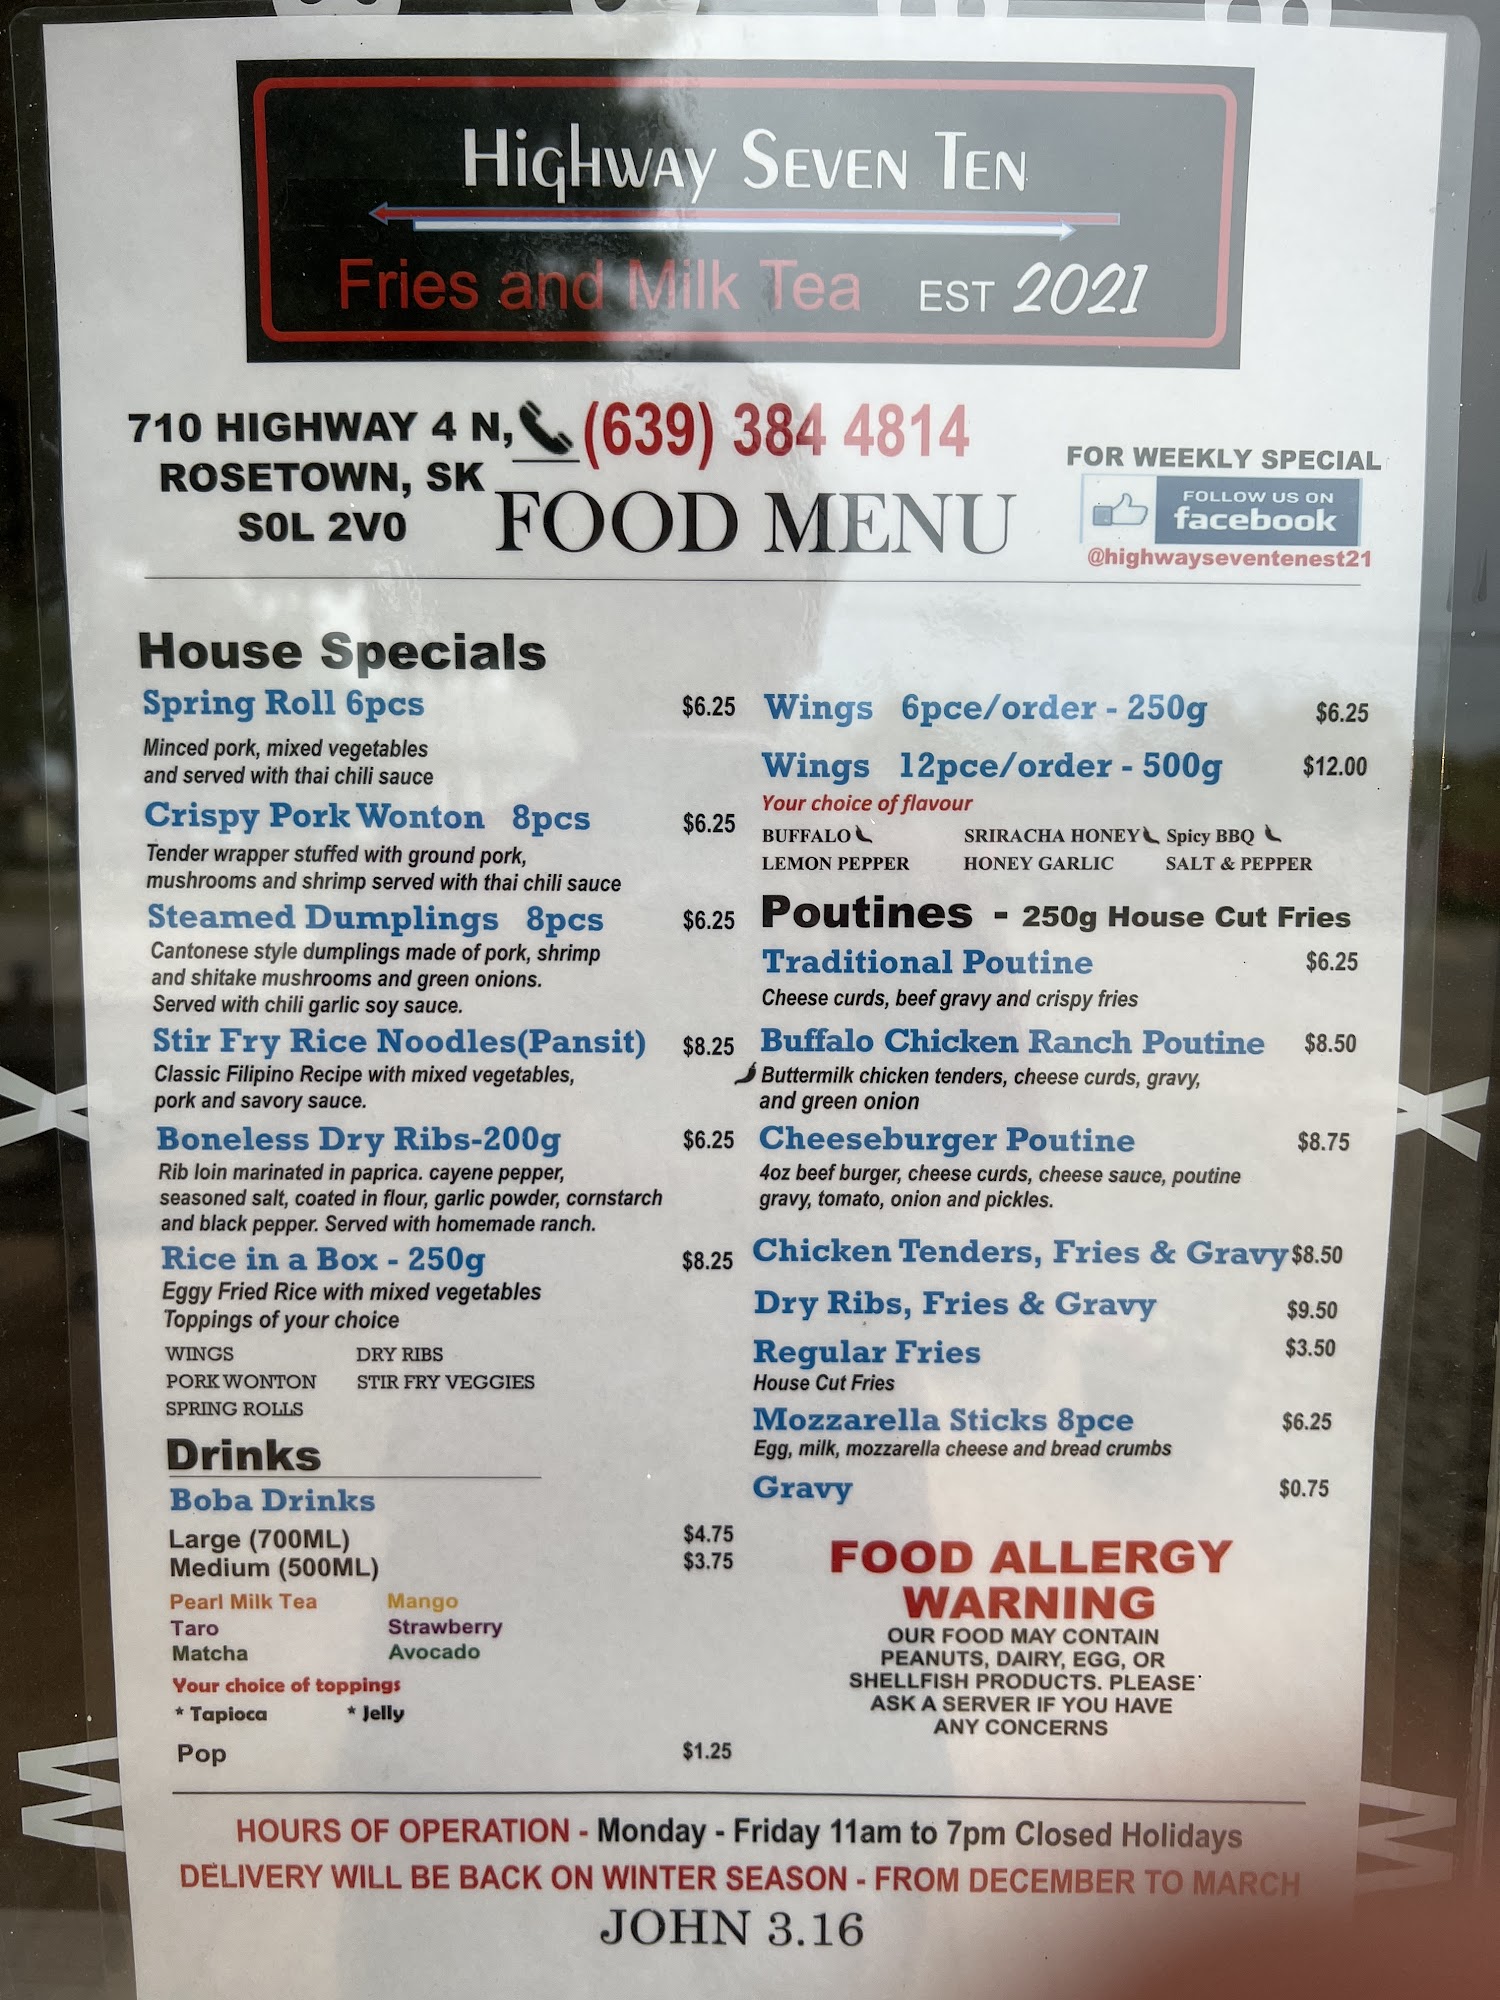 Highway Seven Ten
Fries and Milk Tea EST 2021
710 HIGHWAY 4 N,
ROSETOWN, SK
S0L 2V0
(639) 384 4814
FOOD MENU
FOR WEEKLY SPECIAL
FOLLOW US ON
facebook
@highwayseventenest21
House Specials
Spring Roll 6pcs $6.25
Minced pork, mixed vegetables
and served with thai chili sauce
Crispy Pork Wonton 8pcs $6.25
Tender wrapper stuffed with ground pork,
mushrooms and shrimp served with thai chili sauce
Steamed Dumplings 8pcs $6.25
Cantonese style dumplings made of pork, shrimp
and shitake mushrooms and green onions.
Served with chili garlic soy sauce.
Stir Fry Rice Noodles(Pansit) $8.25
Classic Filipino Recipe with mixed vegetables,
pork and savory sauce.
Boneless Dry Ribs-200g $6.25
Rib loin marinated in paprica. cayene pepper,
seasoned salt, coated in flour, garlic powder, cornstarch
and black pepper. Served with homemade ranch.
Rice in a Box - 250g $8.25
Eggy Fried Rice with mixed vegetables
Toppings of your choice
WINGS DRY RIBS
PORK WONTON STIR FRY VEGGIES
SPRING ROLLS
Drinks
Boba Drinks
Large (700ML) $4.75
Medium (500ML) $3.75
Pearl Milk Tea Mango
Taro Strawberry
Matcha Avocado
Your choice of toppings
* Tapioca * Jelly
Pop $1.25
Wings 6pce/order - 250g $6.25
Wings 12pce/order - 500g $12.00
Your choice of flavour
BUFFALO SRIRACHA HONEY Spicy BBQ
LEMON PEPPER HONEY GARLIC SALT & PEPPER
Poutines - 250g House Cut Fries
Traditional Poutine $6.25
Cheese curds, beef gravy and crispy fries
Buffalo Chicken Ranch Poutine $8.50
Buttermilk chicken tenders, cheese curds, gravy,
and green onion
Cheeseburger Poutine $8.75
4oz beef burger, cheese curds, cheese sauce, poutine
gravy, tomato, onion and pickles.
Chicken Tenders, Fries & Gravy $8.50
Dry Ribs, Fries & Gravy $9.50
Regular Fries $3.50
House Cut Fries
Mozzarella Sticks 8pce $6.25
Egg, milk, mozzarella cheese and bread crumbs
Gravy $0.75
FOOD ALLERGY
WARNING
OUR FOOD MAY CONTAIN
PEANUTS, DAIRY, EGG, OR
SHELLFISH PRODUCTS. PLEASE
ASK A SERVER IF YOU HAVE
ANY CONCERNS
HOURS OF OPERATION - Monday - Friday 11am to 7pm Closed Holidays
DELIVERY WILL BE BACK ON WINTER SEASON - FROM DECEMBER TO MARCH
JOHN 3.16